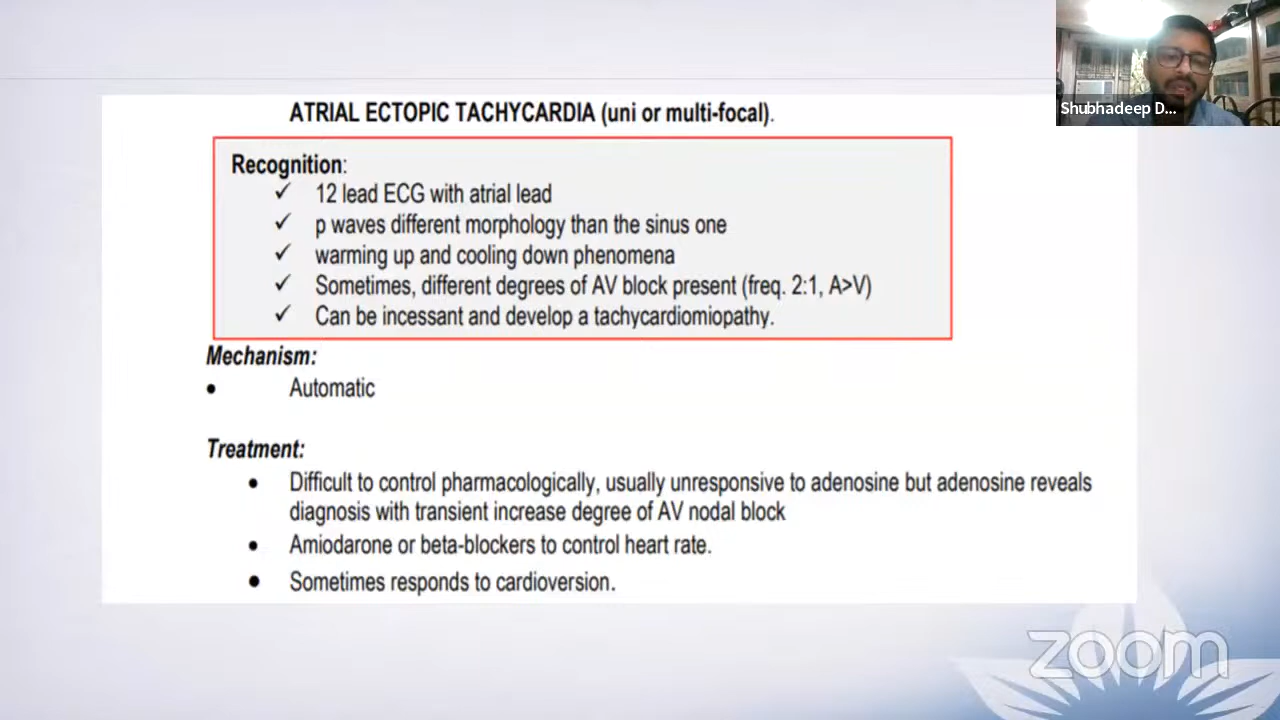 ATRIAL ECTOPIC TACHYCARDIA (uni or multi-focal).
Shubhadeep D...
Recognition:
✓ 12 lead ECG with atrial lead
✓ p waves different morphology than the sinus one
✓ warming up and cooling down phenomena
✓ Sometimes, different degrees of AV block present (freq. 2:1, A>V)
✓ Can be incessant and develop a tachycardiomiopathy.
Mechanism:
• Automatic
Treatment:
• Difficult to control pharmacologically, usually unresponsive to adenosine but adenosine reveals
diagnosis with transient increase degree of AV nodal block
• Amiodarone or beta-blockers to control heart rate.
• Sometimes responds to cardioversion.
zoom